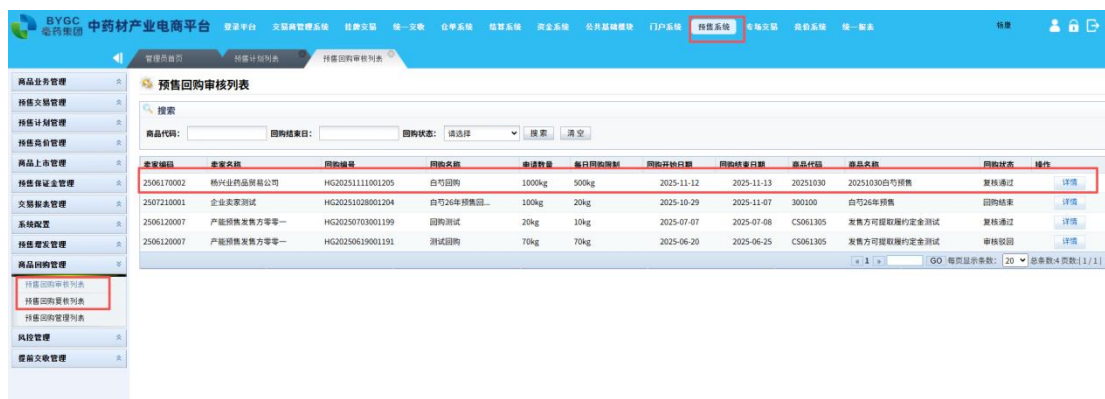 BYGC 亳药集团 中药材产业电商平台 登录平台 交易商管理系统 挂牌交易 统一交收 仓单系统 结算系统 资金系统 公共基础模块 门户系统 预售系统 专场交易 竞价系统 统一报表 杨康
管理员首页 预售计划列表 预售回购审核列表
商品业务管理
预售交易管理
预售计划管理
预售竞价管理
商品上市管理
预售保证金管理
交易报表管理
系统配置
预售增发管理
商品回购管理
预售回购审核列表
预售回购复核列表
预售回购管理列表
风控管理
提前交收管理
预售回购审核列表
搜索
商品代码: 回购结束日: 回购状态: 请选择 搜索 清空
卖家编码 卖家名称 回购编号 回购名称 申请数量 每日回购限制 回购开始日期 回购结束日期 商品代码 商品名称 回购状态 操作
2506170002 杨兴业药品贸易公司 HG20251111001205 白芍回购 1000kg 500kg 2025-11-12 2025-11-13 20251030 20251030白芍预售 复核通过 详情
2507210001 企业卖家测试 HG20251028001204 白芍26年预售回... 100kg 20kg 2025-10-29 2025-11-07 300100 白芍26年预售 回购结束 详情
2506120007 产能预售发售方零零一 HG20250703001199 回购测试 20kg 10kg 2025-07-07 2025-07-08 CS061305 发售方可提取履约定金测试 复核通过 详情
2506120007 产能预售发售方零零一 HG20250619001191 测试回购 70kg 70kg 2025-06-20 2025-06-25 CS061305 发售方可提取履约定金测试 审核驳回 详情
1 GO 每页显示条数: 20 总条数:4 页数:[1/1]